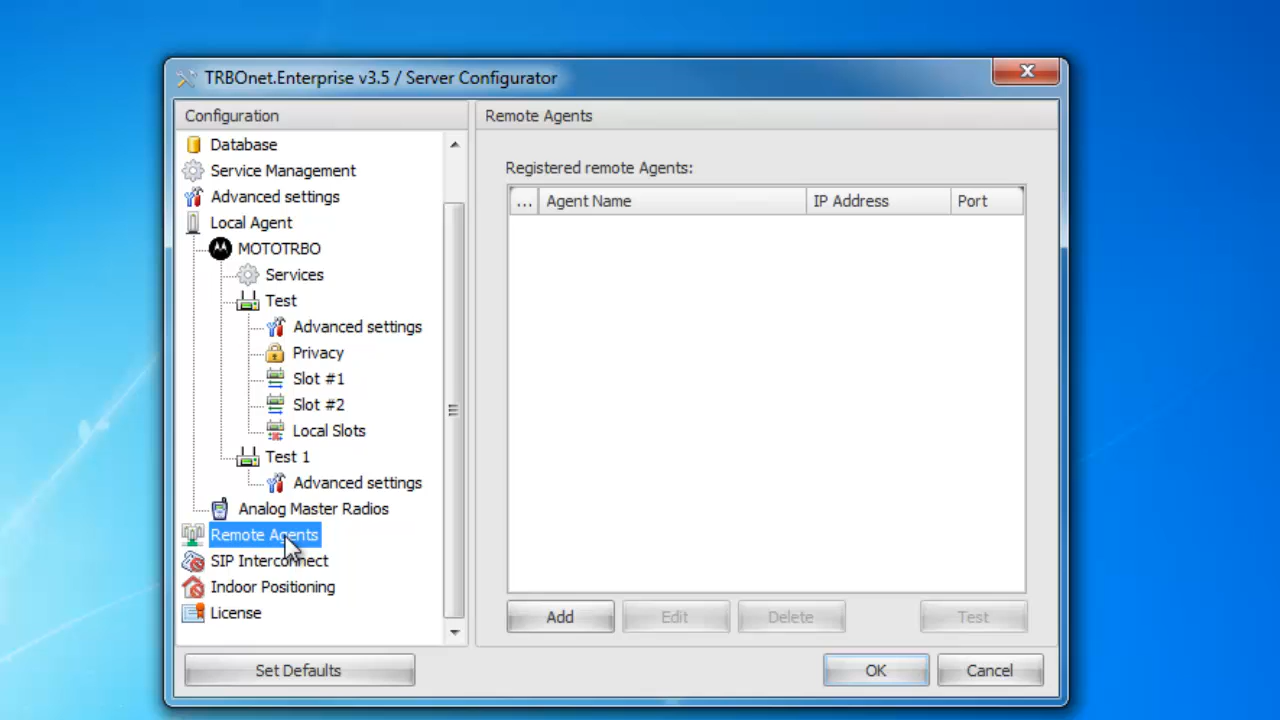 TRBOnet.Enterprise v3.5 / Server Configurator
Configuration
Database
Service Management
Advanced settings
Local Agent
MOTOTRBO
Services
Test
Advanced settings
Privacy
Slot #1
Slot #2
Local Slots
Test 1
Advanced settings
Analog Master Radios
Remote Agents
SIP Interconnect
Indoor Positioning
License
Set Defaults
Remote Agents
Registered remote Agents:
... Agent Name IP Address Port
Add Edit Delete Test
OK Cancel